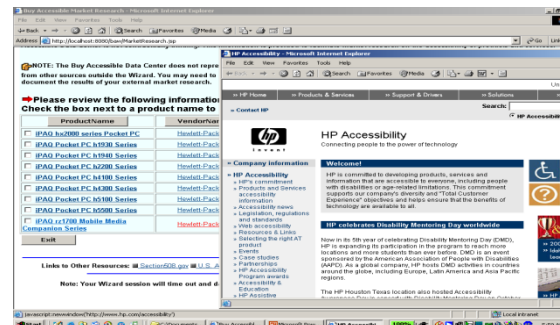 Buy Accessible Market Research - Microsoft Internet Explorer
File Edit View Favorites Tools Help
Back Search Favorites Media
Address http://localhost:8080/baw/MarketResearch.jsp
NOTE: The Buy Accessible Data Center does not repre
from other sources outside the Wizard. You may need to
document the results of your external market research.
Please review the following informatio
Check the box next to a product name to
ProductName VendorNam
iPAQ hx2000 series Pocket PC Hewlett-Pack
iPAQ Pocket PC h1930 Series Hewlett-Pack
iPAQ Pocket PC h1940 Series Hewlett-Pack
iPAQ Pocket PC h2200 Series Hewlett-Pack
iPAQ Pocket PC h4100 Series Hewlett-Pack
iPAQ Pocket PC h4300 Series Hewlett-Pack
iPAQ Pocket PC h5100 Series Hewlett-Pack
iPAQ Pocket PC h5500 Series Hewlett-Pack
iPAQ rz1700 Mobile Media Hewlett-Pack
Companion Series
Exit
Links to Other Resources: Section508.gov U.S. A
Note: Your Wizard session will time out and d
javascript:newwindow('http://www.hp.com/accessibility')
HP Accessibility - Microsoft Internet Explorer
File Edit View Favorites Tools Help
Back Search Favorites Media
» HP Home » Products & Services » Support & Drivers » Solutions
» Contact HP
Search:
HP Accessibilit
hp
invent
HP Accessibility
Connecting people to the power of technology
» Company information
» HP Accessibility
» HP's commitment
» Products and Services
accessibility
information
» Accessibility news
» Legislation, regulations
and standards
» Web accessibility
» Resources & Links
» Selecting the right AT
product
» Events
» Case studies
» Partnerships
» HP Accessibility
Program awards
» Accessibility &
Education
» HP Assistive
Welcome!
HP is committed to developing products, services and
information that are accessible to everyone, including people
with disabilities or age-related limitations. This commitment
supports our company's diversity and "Total Customer
Experience" objectives and helps ensure that the benefits of
technology are available to all.
HP celebrates Disability Mentoring Day worldwide
Now in its 5th year of celebrating Disability Mentoring Day (DMD),
HP is expanding its participation in the program to reach more
locations and more students than ever before. DMD is an event
sponsored by the American Association of People with Disabilities
(AAPD). As a global company, HP hosts DMD activities in countries
around the globe, including Europe, Latin America and Asia Pacific
regions.
The HP Houston Texas location also hosted Accessibility
Local intranet
Start
100%